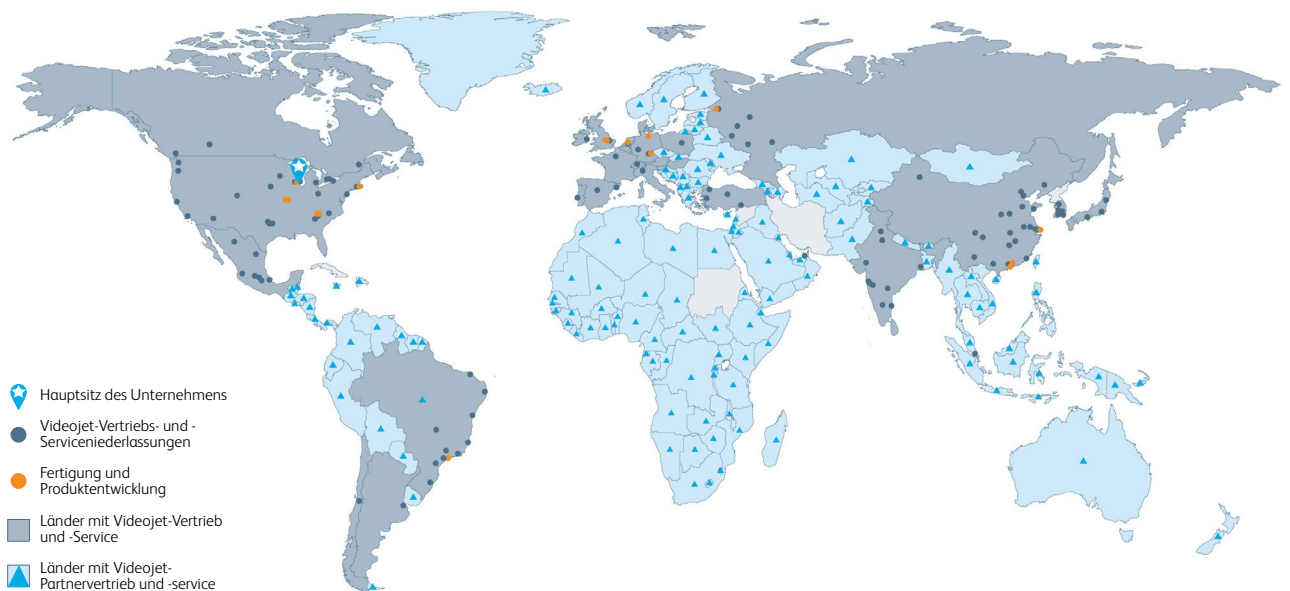 Hauptsitz des Unternehmens
Videojet-Vertriebs- und -
Serviceniederlassungen
Fertigung und
Produktentwicklung
Länder mit Videojet-Vertrieb
und -Service
Länder mit Videojet-
Partnervertrieb und -service